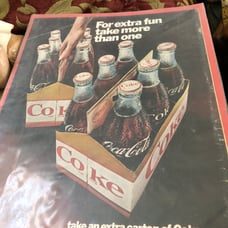 For extra fun
take more
than one
Coke
Coke
Coca-Cola
Coke
take an extra carton of